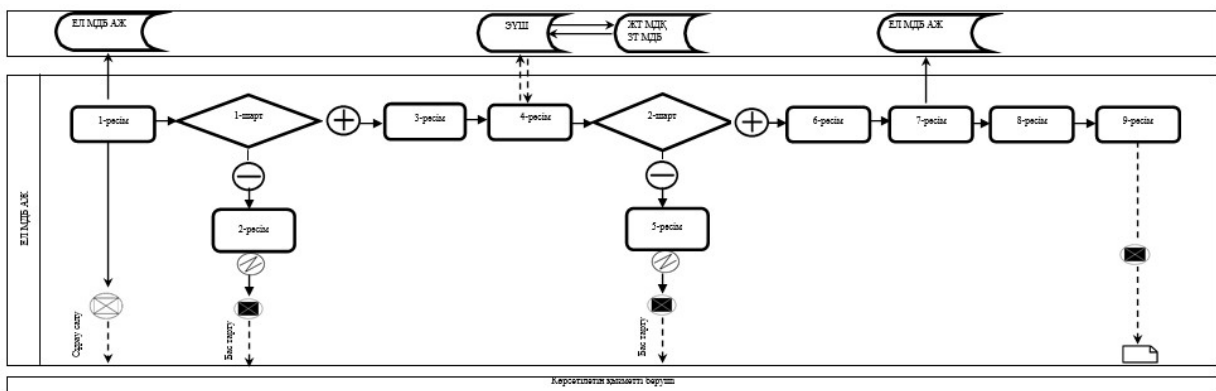 ЕЛ МДБ АЖ
ЭҮШ
ЖТ МДҚ
ЗТ МДБ
ЕЛ МДБ АЖ
ЕЛ МДБ АЖ
1-рәсім
1-шарт
3-рәсім
4-рәсім
2-шарт
6-рәсім
7-рәсім
8-рәсім
9-рәсім
2-рәсім
5-рәсім
Сұрау салу
Бас тарту
Бас тарту
Көрсетілетін қызметті беруші